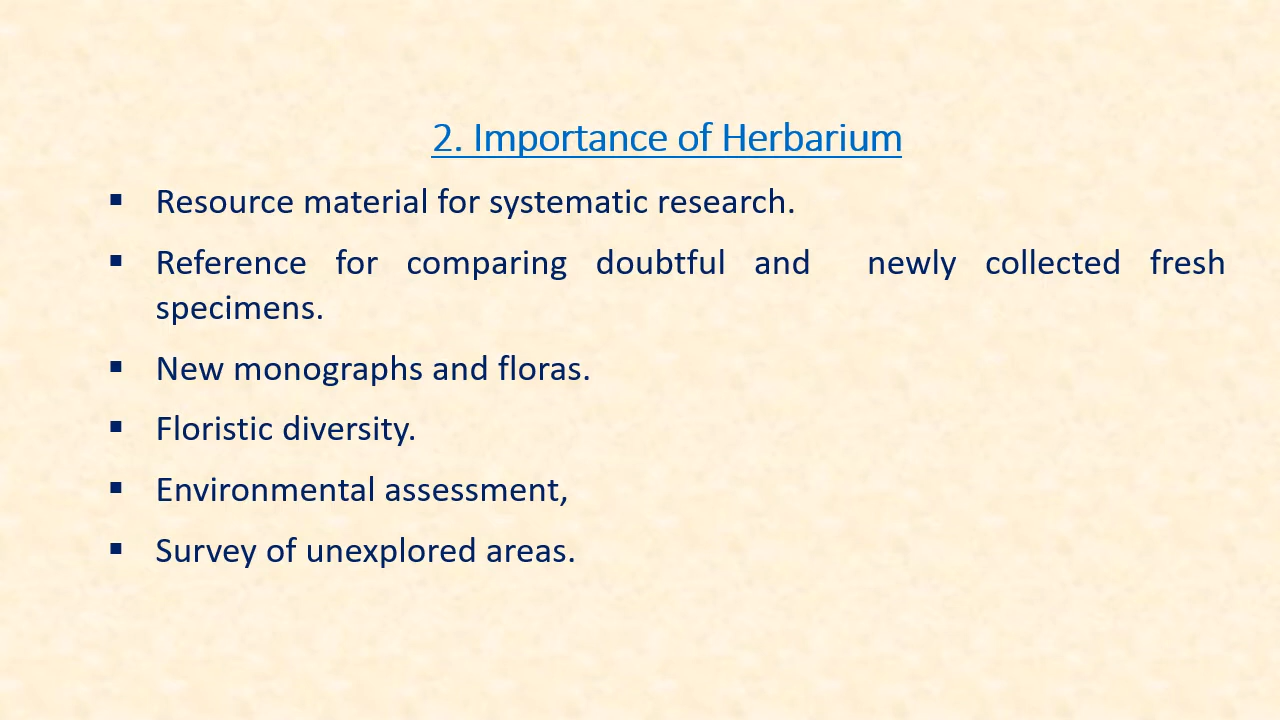 2. Importance of Herbarium
▪ Resource material for systematic research.
▪ Reference for comparing doubtful and newly collected fresh
specimens.
▪ New monographs and floras.
▪ Floristic diversity.
▪ Environmental assessment,
▪ Survey of unexplored areas.